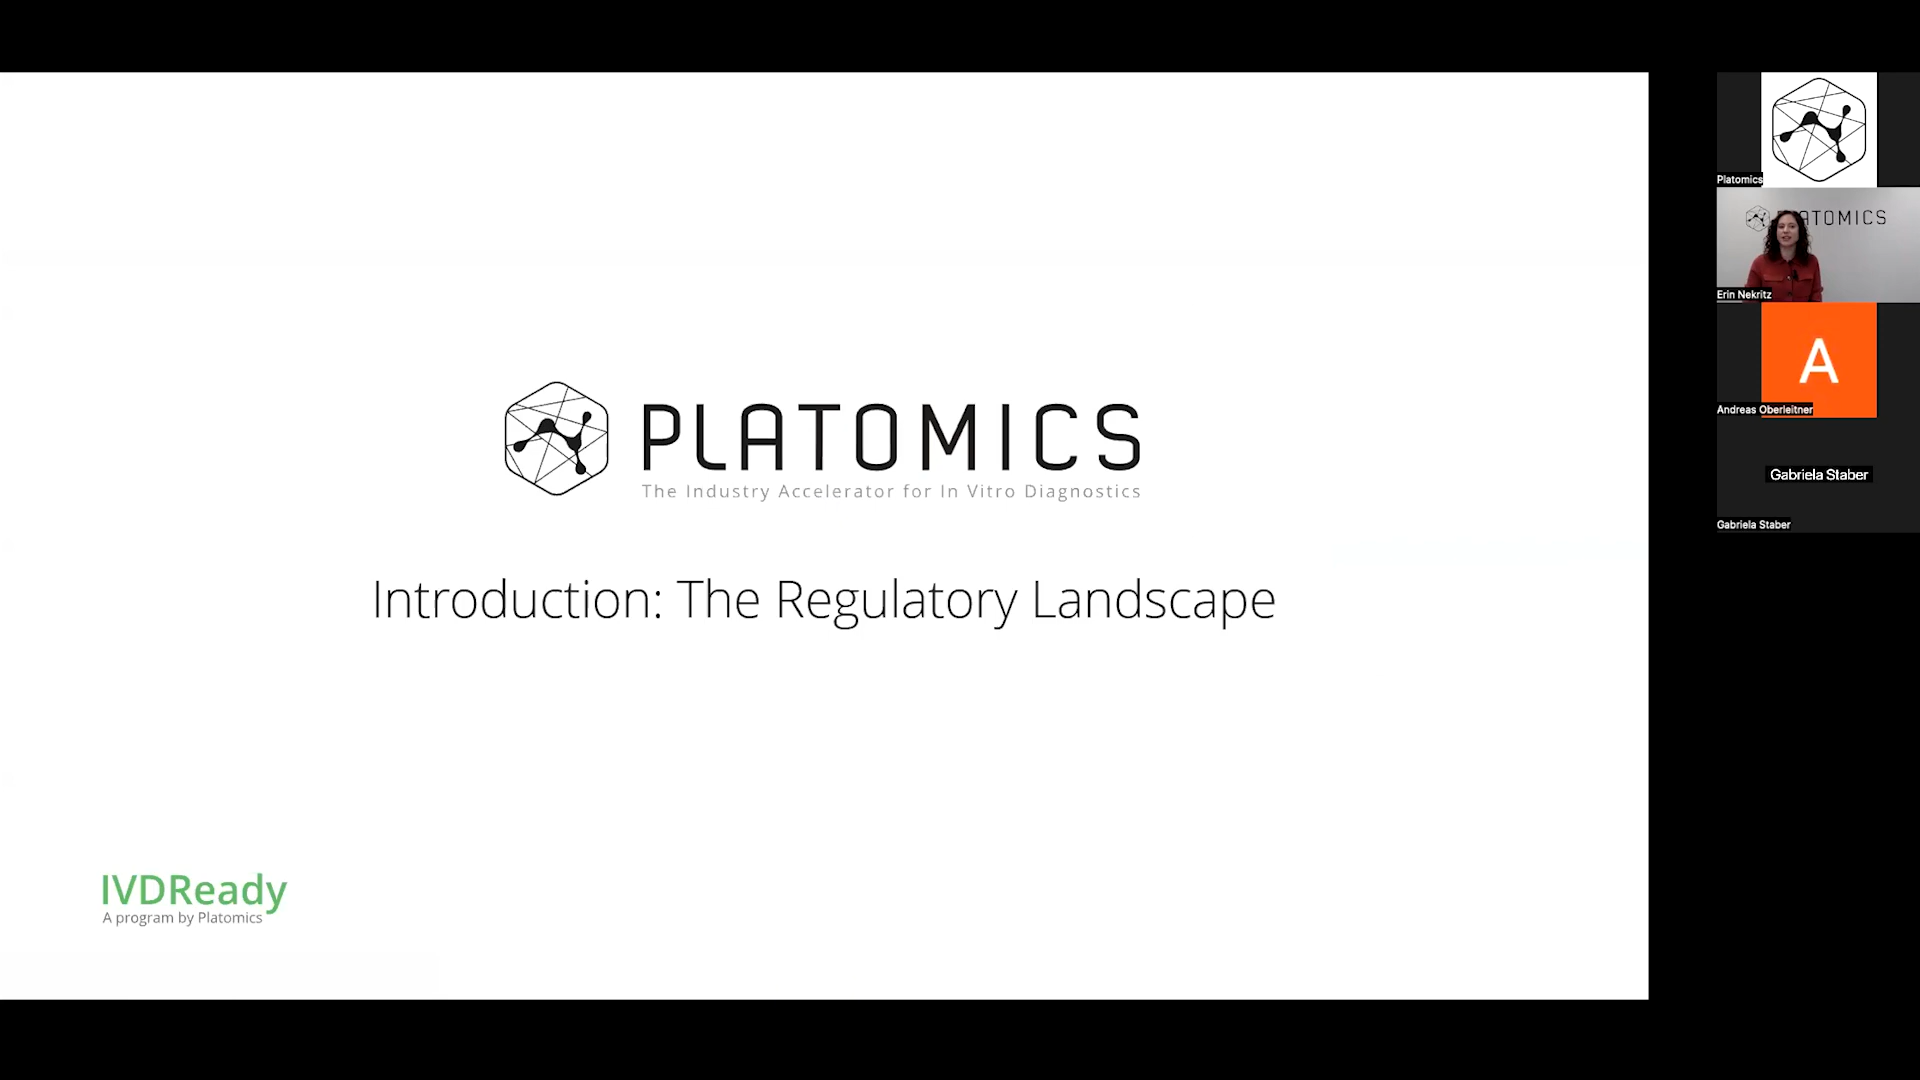 PLATOMICS
The Industry Accelerator for In Vitro Diagnostics
Introduction: The Regulatory Landscape
IVDReady
A program by Platomics
Platomics
PLATOMICS
Erin Nekritz
A
Andreas Oberleitner
Gabriela Staber
Gabriela Staber